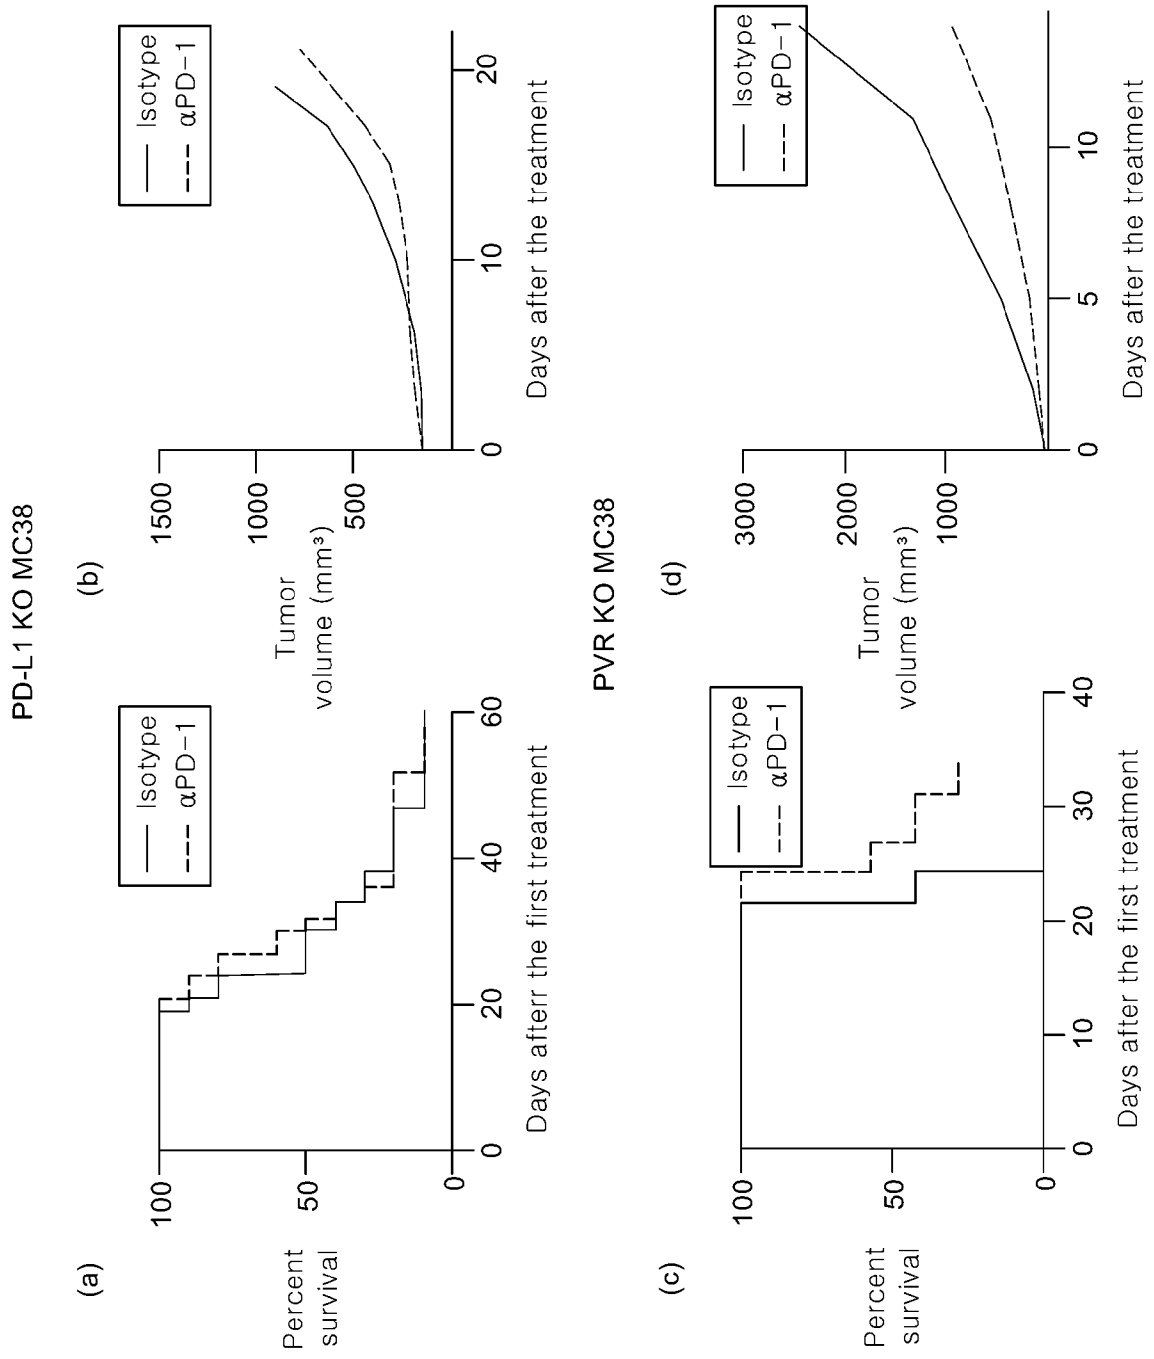 PD-L1 KO MC38
(a)
Percent
survival
100
50
0
0
20
40
60
Days afterr the first treatment
Isotype
αPD-1
(b)
Tumor
volume (mm³)
1500
1000
500
0
10
20
Days after the treatment
Isotype
αPD-1
PVR KO MC38
(c)
Percent
survival
100
50
0
0
10
20
30
40
Days after the first treatment
Isotype
αPD-1
(d)
Tumor
volume (mm³)
3000
2000
1000
0
5
10
Days after the treatment
Isotype
αPD-1